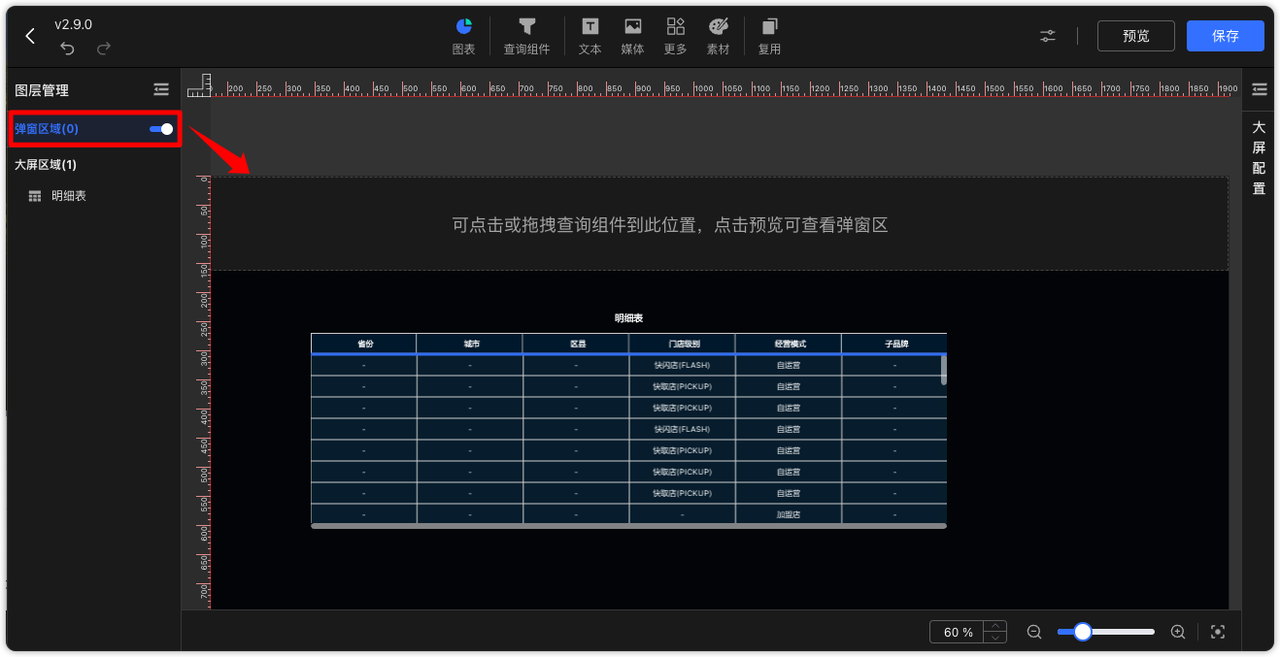 v2.9.0
图表
查询组件
文本
媒体
更多
素材
复用
预览
保存
图层管理
弹窗区域(0)
大屏区域(1)
明细表
200 250 300 350 400 450 500 550 600 650 700 750 800 850 900 950 1000 1050 1100 1150 1200 1250 1300 1350 1400 1450 1500 1550 1600 1650 1700 1750 1800 1850 1900
0
50
100
150
200
250
300
350
400
450
500
550
600
650
700
可点击或拖拽查询组件到此位置，点击预览可查看弹窗区
明细表
省份 城市 区县 门店级别 经营模式 子品牌
- - - 快闪店(FLASH) 自运营 -
- - - 快取店(PICKUP) 自运营 -
- - - 快取店(PICKUP) 自运营 -
- - - 快闪店(FLASH) 自运营 -
- - - 快取店(PICKUP) 自运营 -
- - - 快取店(PICKUP) 自运营 -
- - - 快取店(PICKUP) 自运营 -
- - - - 加盟店 -
大屏配置
60 %